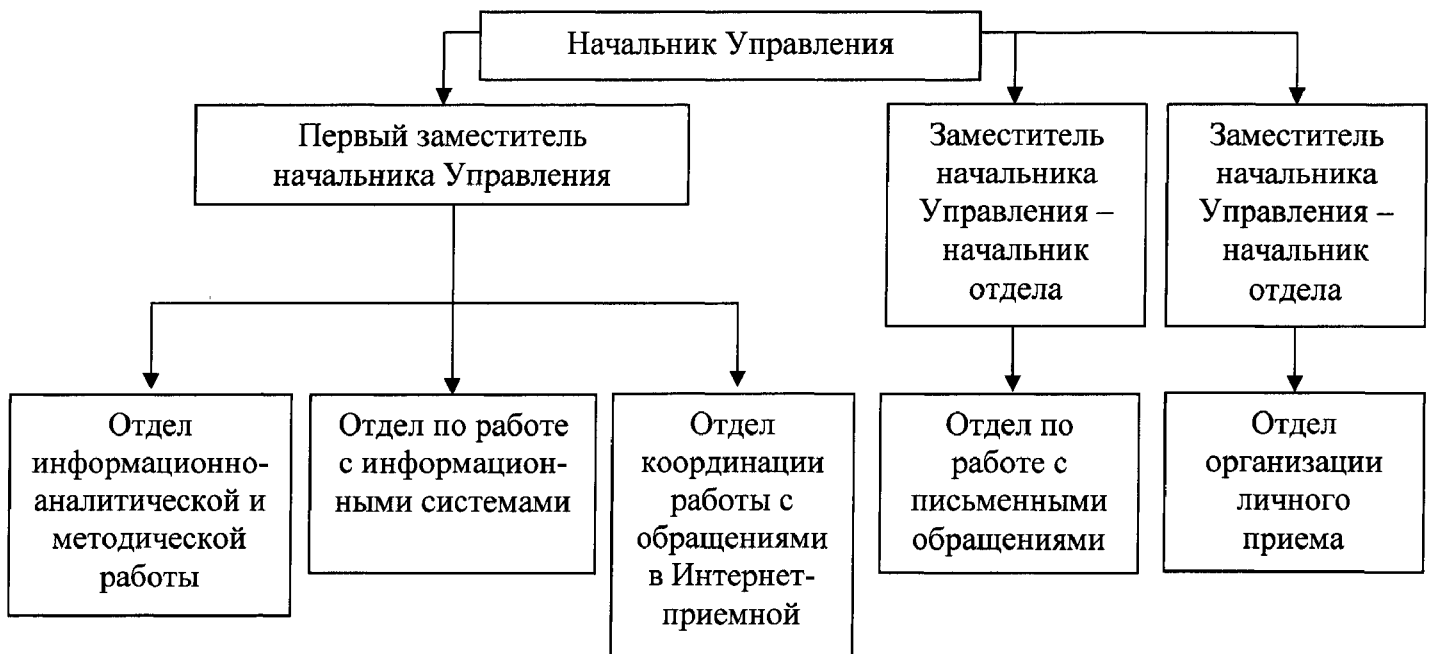 Начальник Управления
Первый заместитель
начальника Управления
Заместитель
начальника
Управления –
начальник
отдела
Заместитель
начальника
Управления –
начальник
отдела
Отдел
информационно-
аналитической и
методической
работы
Отдел по работе
с информацион-
ными системами
Отдел
координации
работы с
обращениями
в Интернет-
приемной
Отдел по
работе с
письменными
обращениями
Отдел
организации
личного
приема